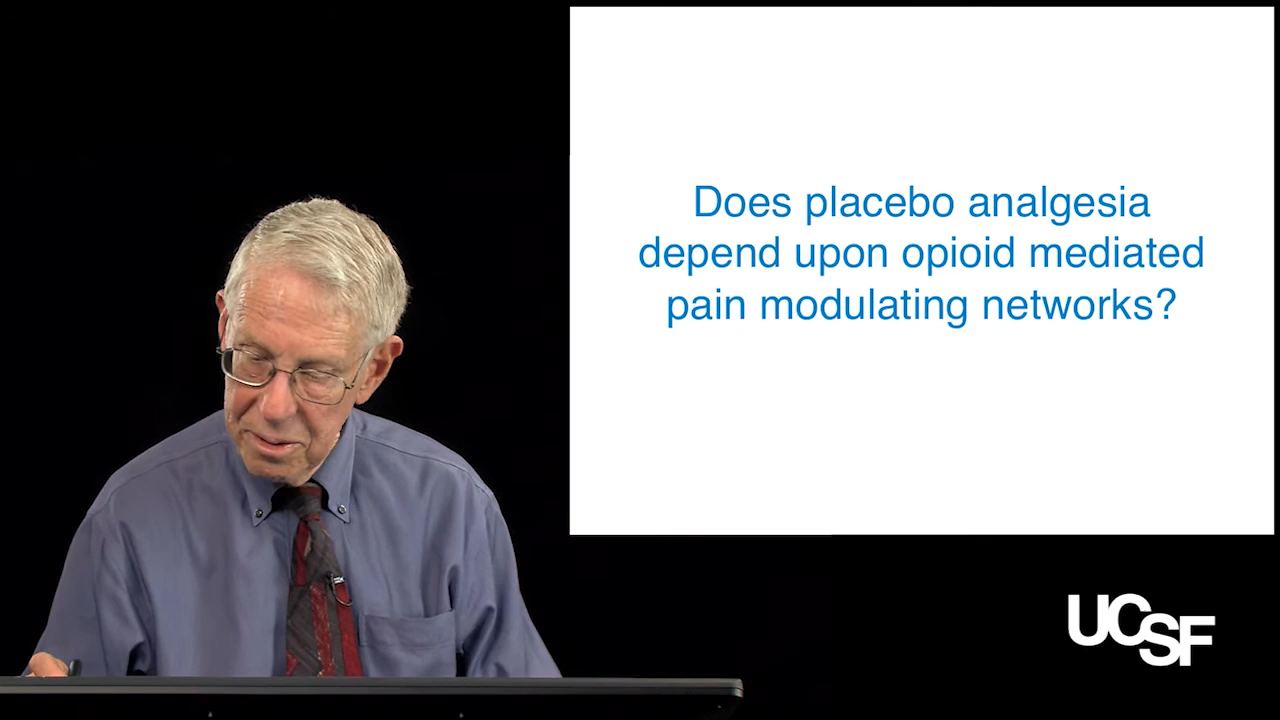 Does placebo analgesia
depend upon opioid mediated
pain modulating networks?
UCSF